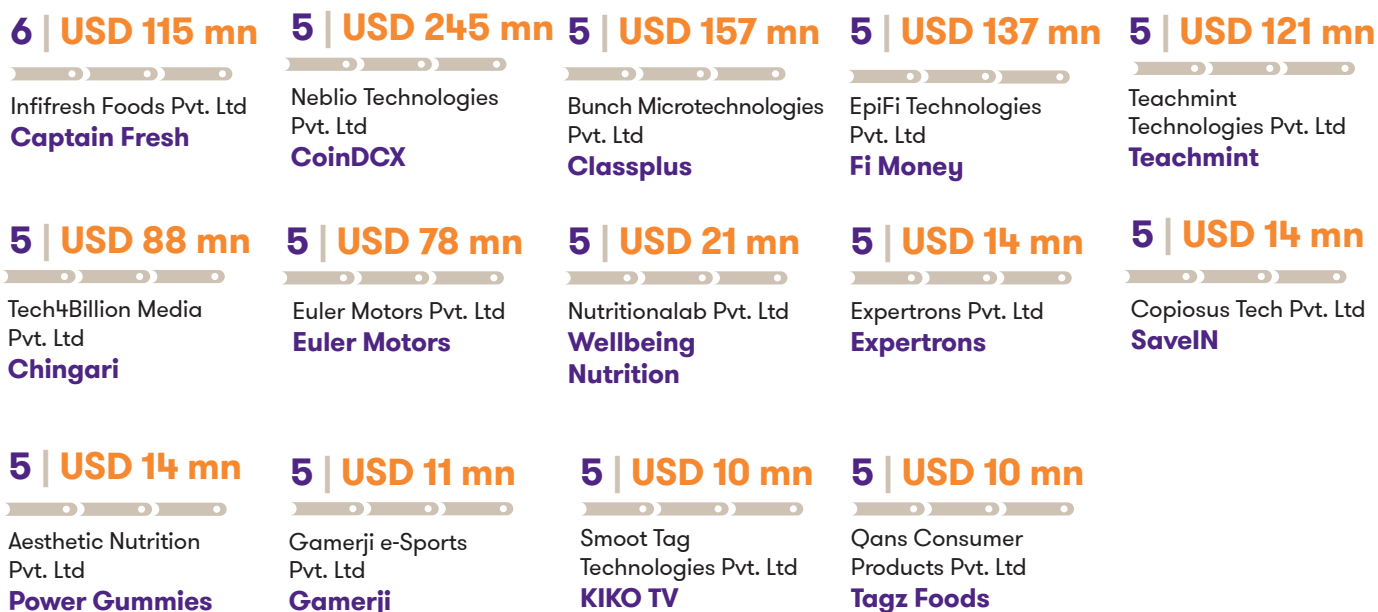 6 | USD 115 mn
Infifresh Foods Pvt. Ltd
Captain Fresh
5 | USD 245 mn
Neblio Technologies
Pvt. Ltd
CoinDCX
5 | USD 157 mn
Bunch Microtechnologies
Pvt. Ltd
Classplus
5 | USD 137 mn
EpiFi Technologies
Pvt. Ltd
Fi Money
5 | USD 121 mn
Teachmint
Technologies Pvt. Ltd
Teachmint
5 | USD 88 mn
Tech4Billion Media
Pvt. Ltd
Chingari
5 | USD 78 mn
Euler Motors Pvt. Ltd
Euler Motors
5 | USD 21 mn
Nutritionalab Pvt. Ltd
Wellbeing
Nutrition
5 | USD 14 mn
Expertrons Pvt. Ltd
Expertrons
5 | USD 14 mn
Copiosus Tech Pvt. Ltd
SaveIN
5 | USD 14 mn
Aesthetic Nutrition
Pvt. Ltd
Power Gummies
5 | USD 11 mn
Gamerji e-Sports
Pvt. Ltd
Gamerji
5 | USD 10 mn
Smoot Tag
Technologies Pvt. Ltd
KIKO TV
5 | USD 10 mn
Qans Consumer
Products Pvt. Ltd
Tagz Foods